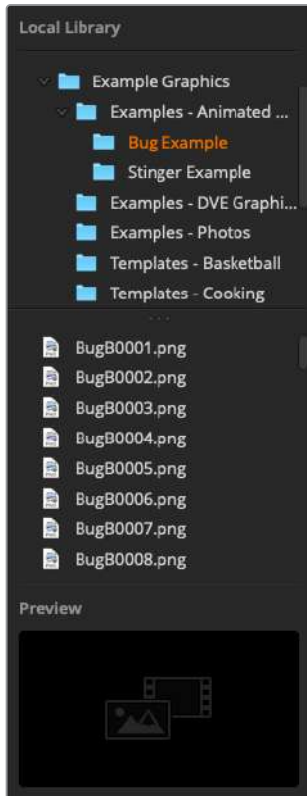 Local Library
Example Graphics
Examples - Animated ...
Bug Example
Stinger Example
Examples - DVE Graphi...
Examples - Photos
Templates - Basketball
Templates - Cooking
BugB0001.png
BugB0002.png
BugB0003.png
BugB0004.png
BugB0005.png
BugB0006.png
BugB0007.png
BugB0008.png
Preview